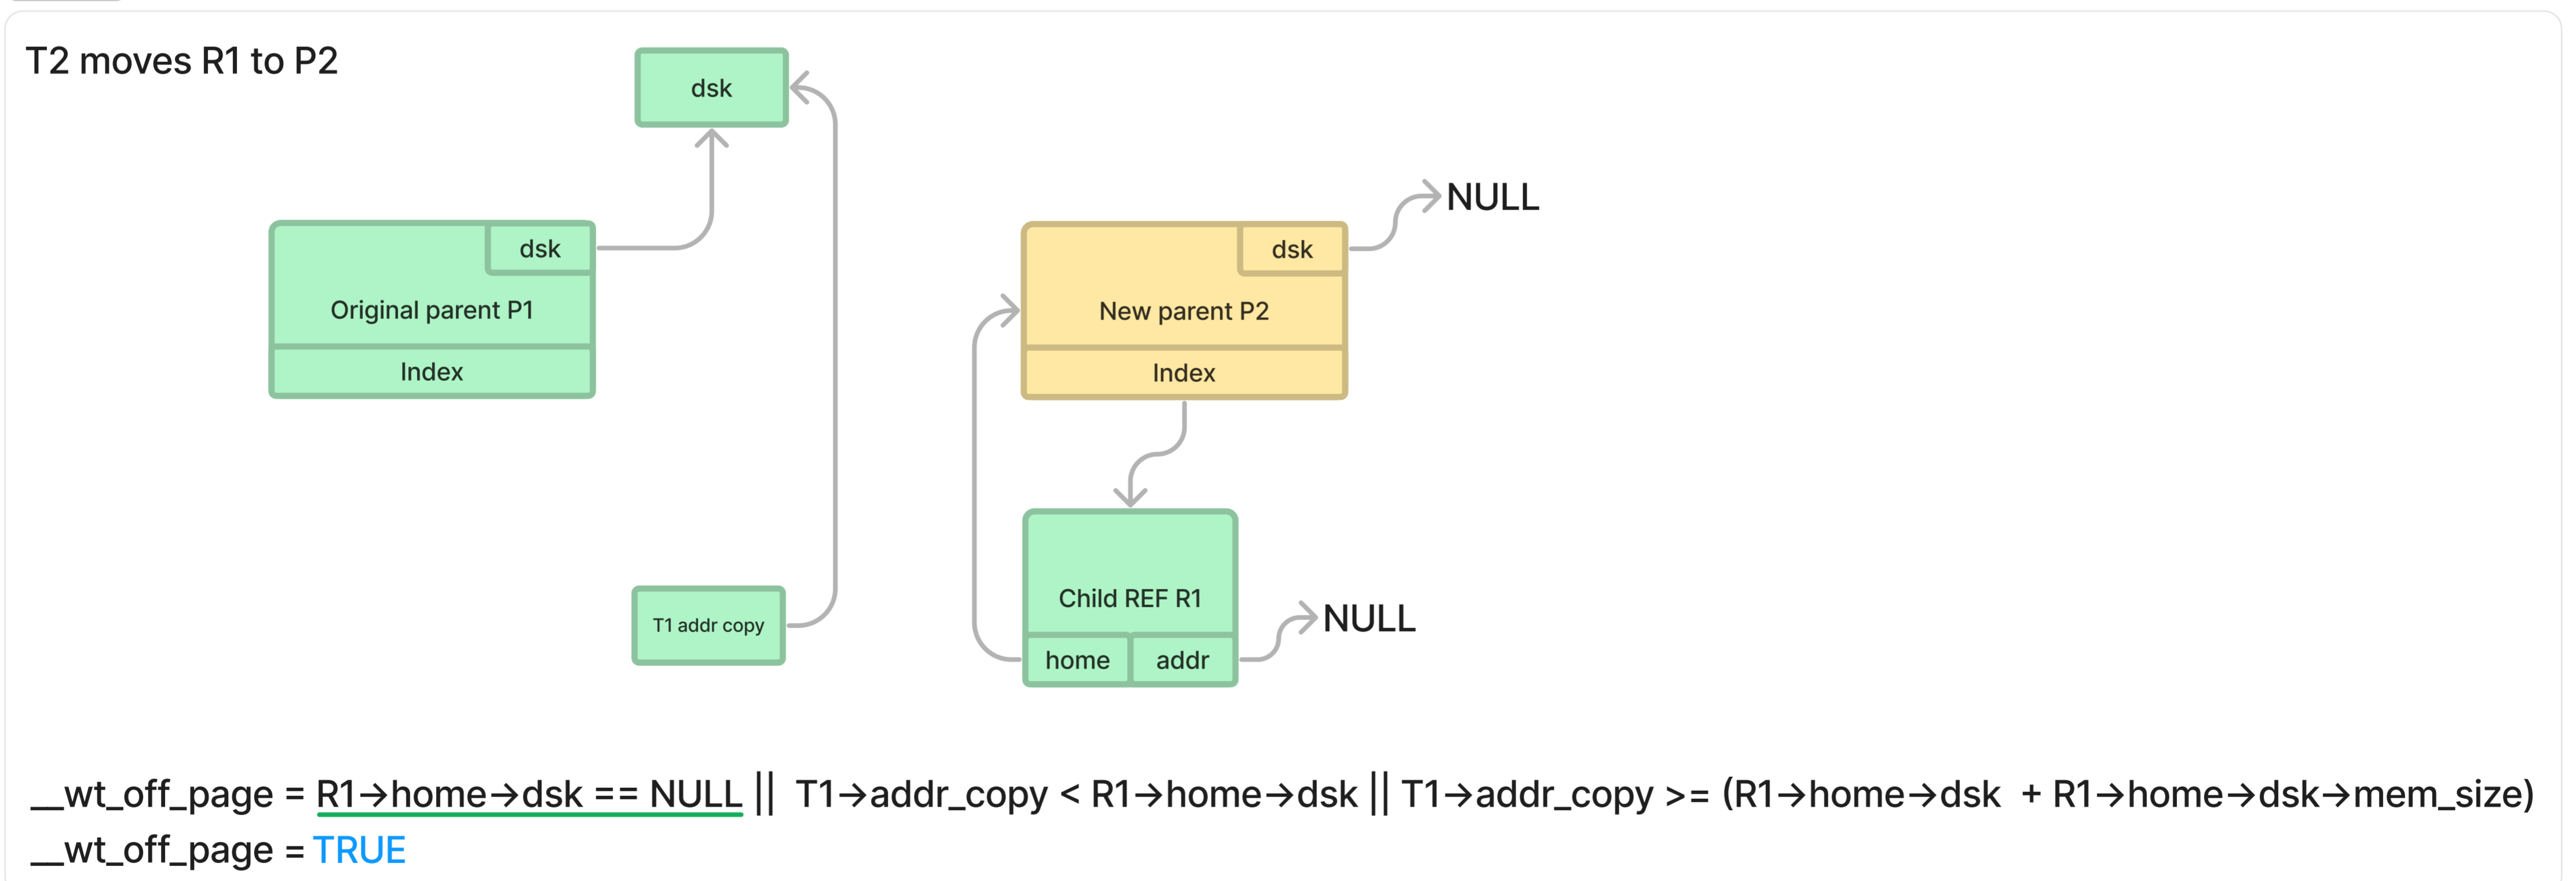 T2 moves R1 to P2
dsk
NULL
dsk
Original parent P1
Index
dsk
New parent P2
Index
T1 addr copy
Child REF R1
home
addr
NULL
__wt_off_page = R1→home→dsk == NULL || T1→addr_copy < R1→home→dsk || T1→addr_copy >= (R1→home→dsk + R1→home→dsk→mem_size)
__wt_off_page = TRUE